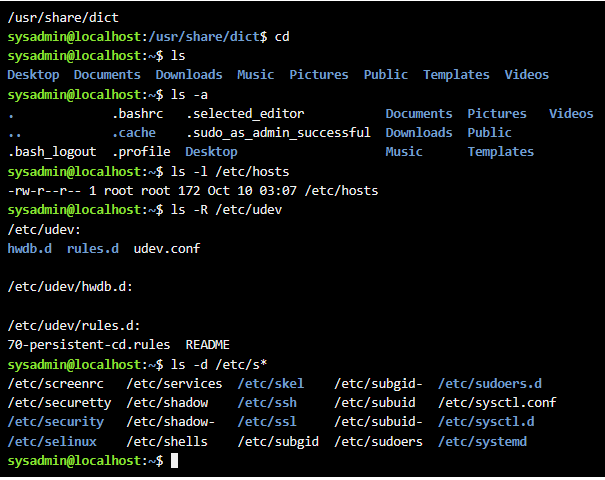 /usr/share/dict
sysadmin@localhost:/usr/share/dict$ cd
sysadmin@localhost:~$ ls
Desktop  Documents  Downloads  Music  Pictures  Public  Templates  Videos
sysadmin@localhost:~$ ls -a
.             .bashrc   .selected_editor           Documents  Pictures   Videos
..            .cache    .sudo_as_admin_successful  Downloads  Public
.bash_logout  .profile  Desktop                    Music      Templates
sysadmin@localhost:~$ ls -l /etc/hosts
-rw-r--r-- 1 root root 172 Oct 10 03:07 /etc/hosts
sysadmin@localhost:~$ ls -R /etc/udev
/etc/udev:
hwdb.d  rules.d  udev.conf

/etc/udev/hwdb.d:

/etc/udev/rules.d:
70-persistent-cd.rules  README
sysadmin@localhost:~$ ls -d /etc/s*
/etc/screenrc   /etc/services  /etc/skel    /etc/subgid-  /etc/sudoers.d
/etc/securetty  /etc/shadow    /etc/ssh     /etc/subuid   /etc/sysctl.conf
/etc/security   /etc/shadow-   /etc/ssl     /etc/subuid-  /etc/sysctl.d
/etc/selinux    /etc/shells    /etc/subgid  /etc/sudoers  /etc/systemd
sysadmin@localhost:~$